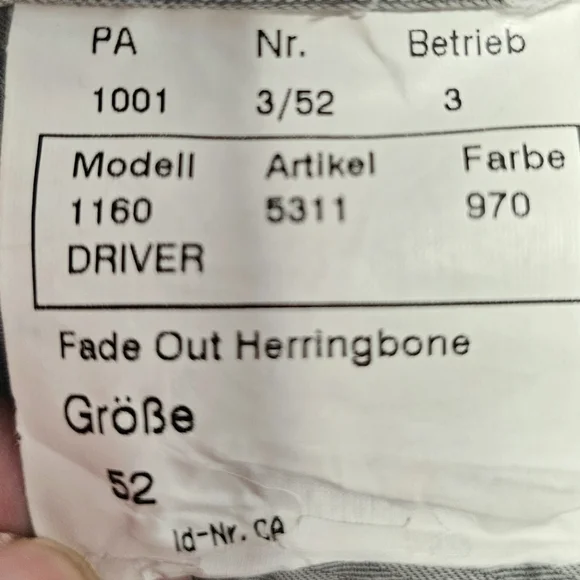 PA Nr. Betrieb
1001 3/52 3
Modell Artikel Farbe
1160 5311 970
DRIVER
Fade Out Herringbone
Größe
52
Id-Nr. CA